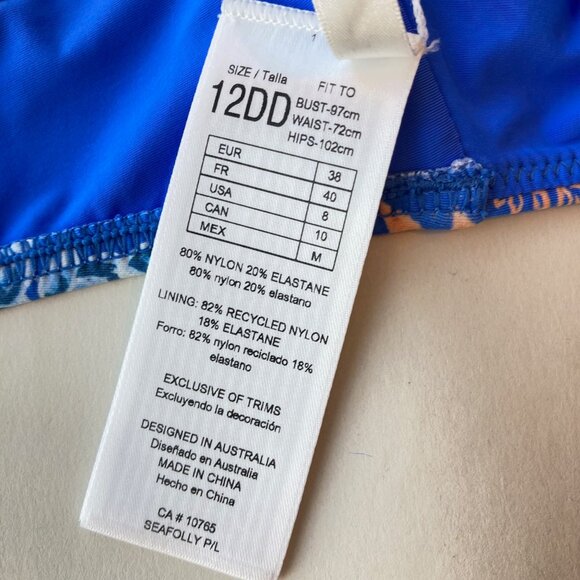 1
SIZE / Talla
FIT TO
12DD
BUST-97cm
WAIST-72cm
HIPS-102cm
EUR 38
FR 40
USA 8
CAN 10
MEX M
80% NYLON 20% ELASTANE
80% nylon 20% elastano
LINING: 82% RECYCLED NYLON
18% ELASTANE
Forro: 82% nylon reciclado 18%
elastano
EXCLUSIVE OF TRIMS
Excluyendo la decoración
DESIGNED IN AUSTRALIA
Diseñado en Australia
MADE IN CHINA
Hecho en China
CA # 10765
SEAFOLLY P/L